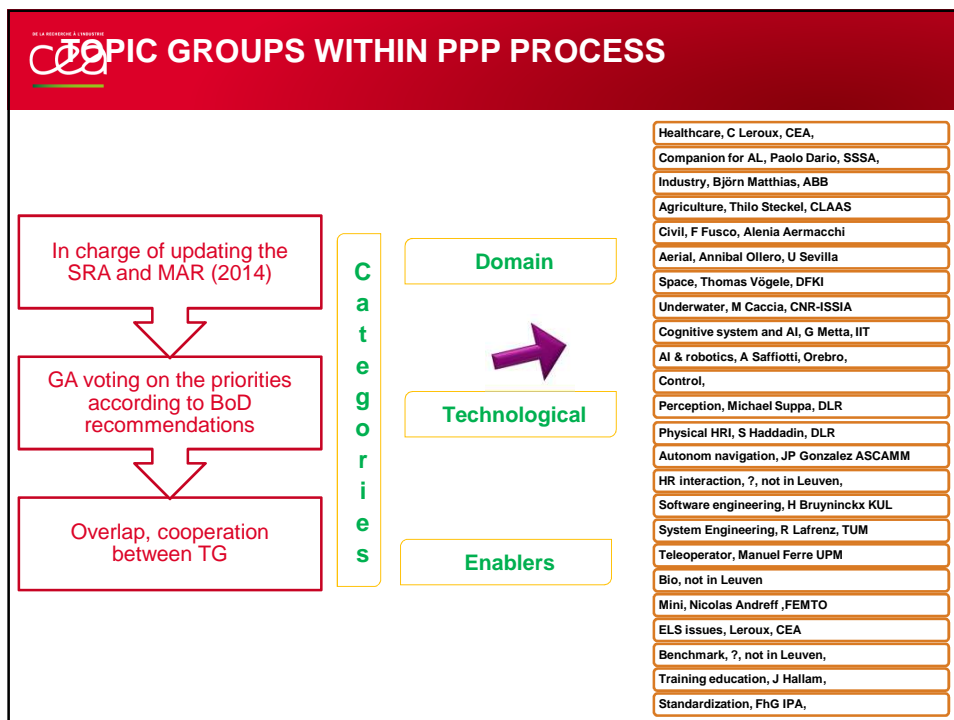 DE LA RECHERCHE À L'INDUSTRIE
cea
TOPIC GROUPS WITHIN PPP PROCESS
In charge of updating the
SRA and MAR (2014)
GA voting on the priorities
according to BoD
recommendations
Overlap, cooperation
between TG
Categories
Domain
Technological
Enablers
Healthcare, C Leroux, CEA,
Companion for AL, Paolo Dario, SSSA,
Industry, Björn Matthias, ABB
Agriculture, Thilo Steckel, CLAAS
Civil, F Fusco, Alenia Aermacchi
Aerial, Annibal Ollero, U Sevilla
Space, Thomas Vögele, DFKI
Underwater, M Caccia, CNR-ISSIA
Cognitive system and AI, G Metta, IIT
AI & robotics, A Saffiotti, Orebro,
Control,
Perception, Michael Suppa, DLR
Physical HRI, S Haddadin, DLR
Autonom navigation, JP Gonzalez ASCAMM
HR interaction, ?, not in Leuven,
Software engineering, H Bruyninckx KUL
System Engineering, R Lafrenz, TUM
Teleoperator, Manuel Ferre UPM
Bio, not in Leuven
Mini, Nicolas Andreff ,FEMTO
ELS issues, Leroux, CEA
Benchmark, ?, not in Leuven,
Training education, J Hallam,
Standardization, FhG IPA,